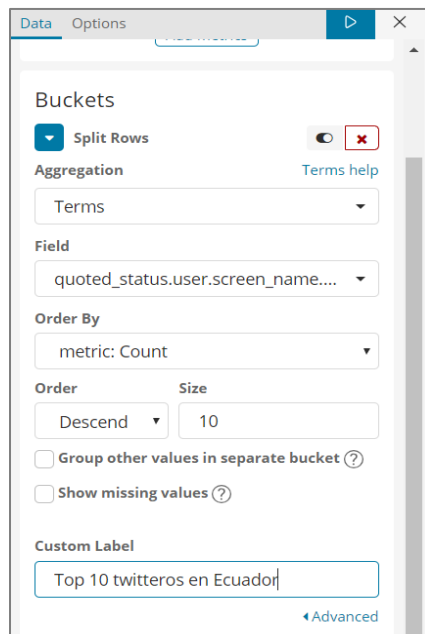 Data Options
Add metrics
Buckets
Split Rows
Aggregation Terms help
Terms
Field
quoted_status.user.screen_name....
Order By
metric: Count
Order Size
Descend 10
Group other values in separate bucket ?
Show missing values ?
Custom Label
Top 10 twitteros en Ecuador
Advanced